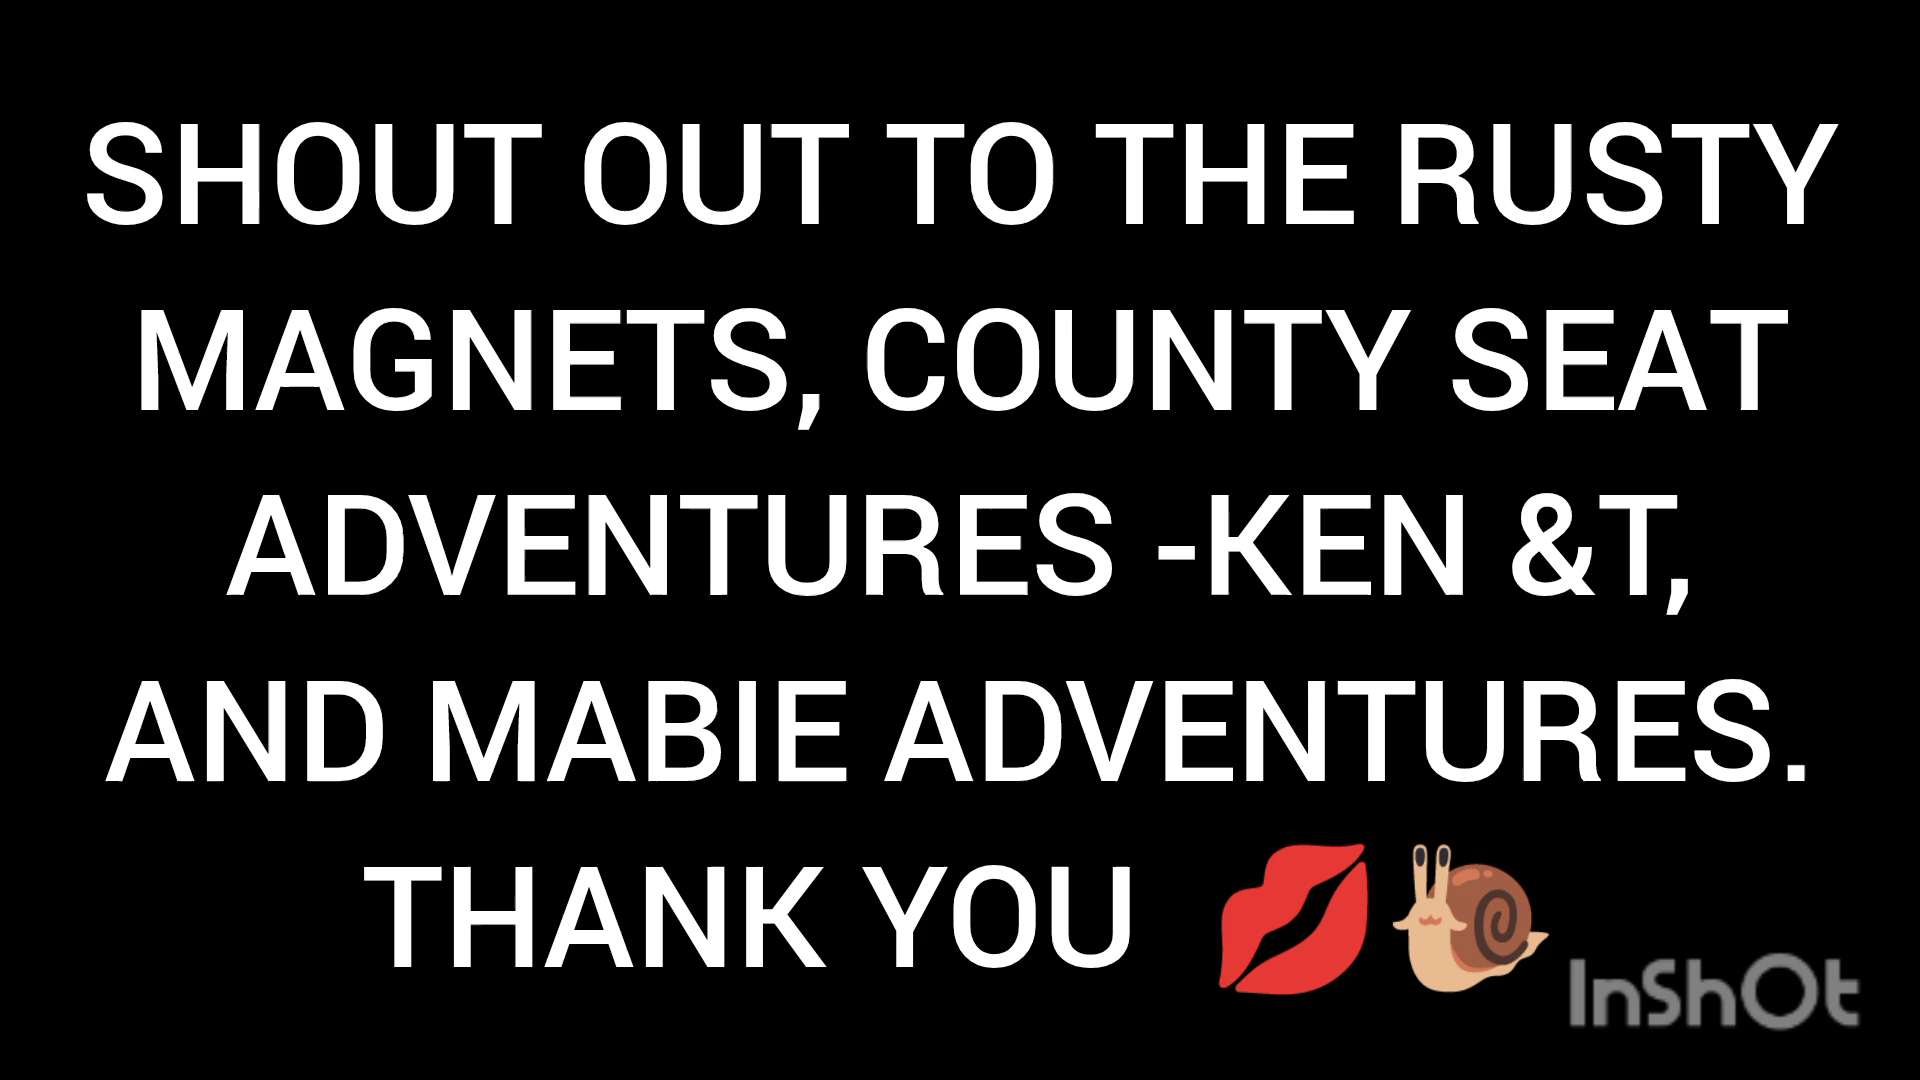 SHOUT OUT TO THE RUSTY
MAGNETS, COUNTY SEAT
ADVENTURES -KEN &T,
AND MABIE ADVENTURES.
THANK YOU 💋🐌
InShOt